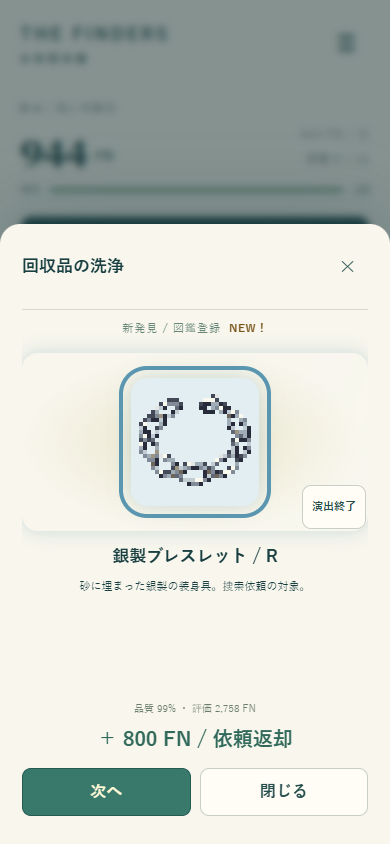 THE FINDERS
944
回収品の洗浄
新発見 / 図鑑登録 NEW!
演出終了
銀製ブレスレット / R
砂に埋まった銀製の装身具。捜索依頼の対象。
品質 99% ・ 評価 2,758 FN
+ 800 FN / 依頼返却
次へ
閉じる